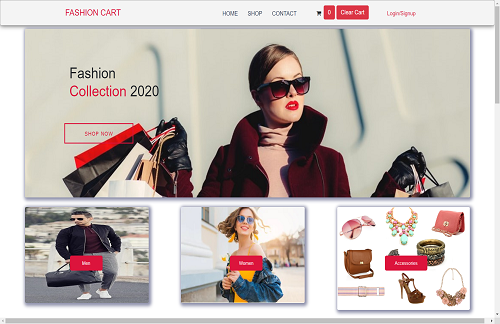 FASHION CART
HOME SHOP CONTACT 0 Clear Cart Login/Signup
Fashion
Collection 2020
SHOP NOW
Men Women Accessories